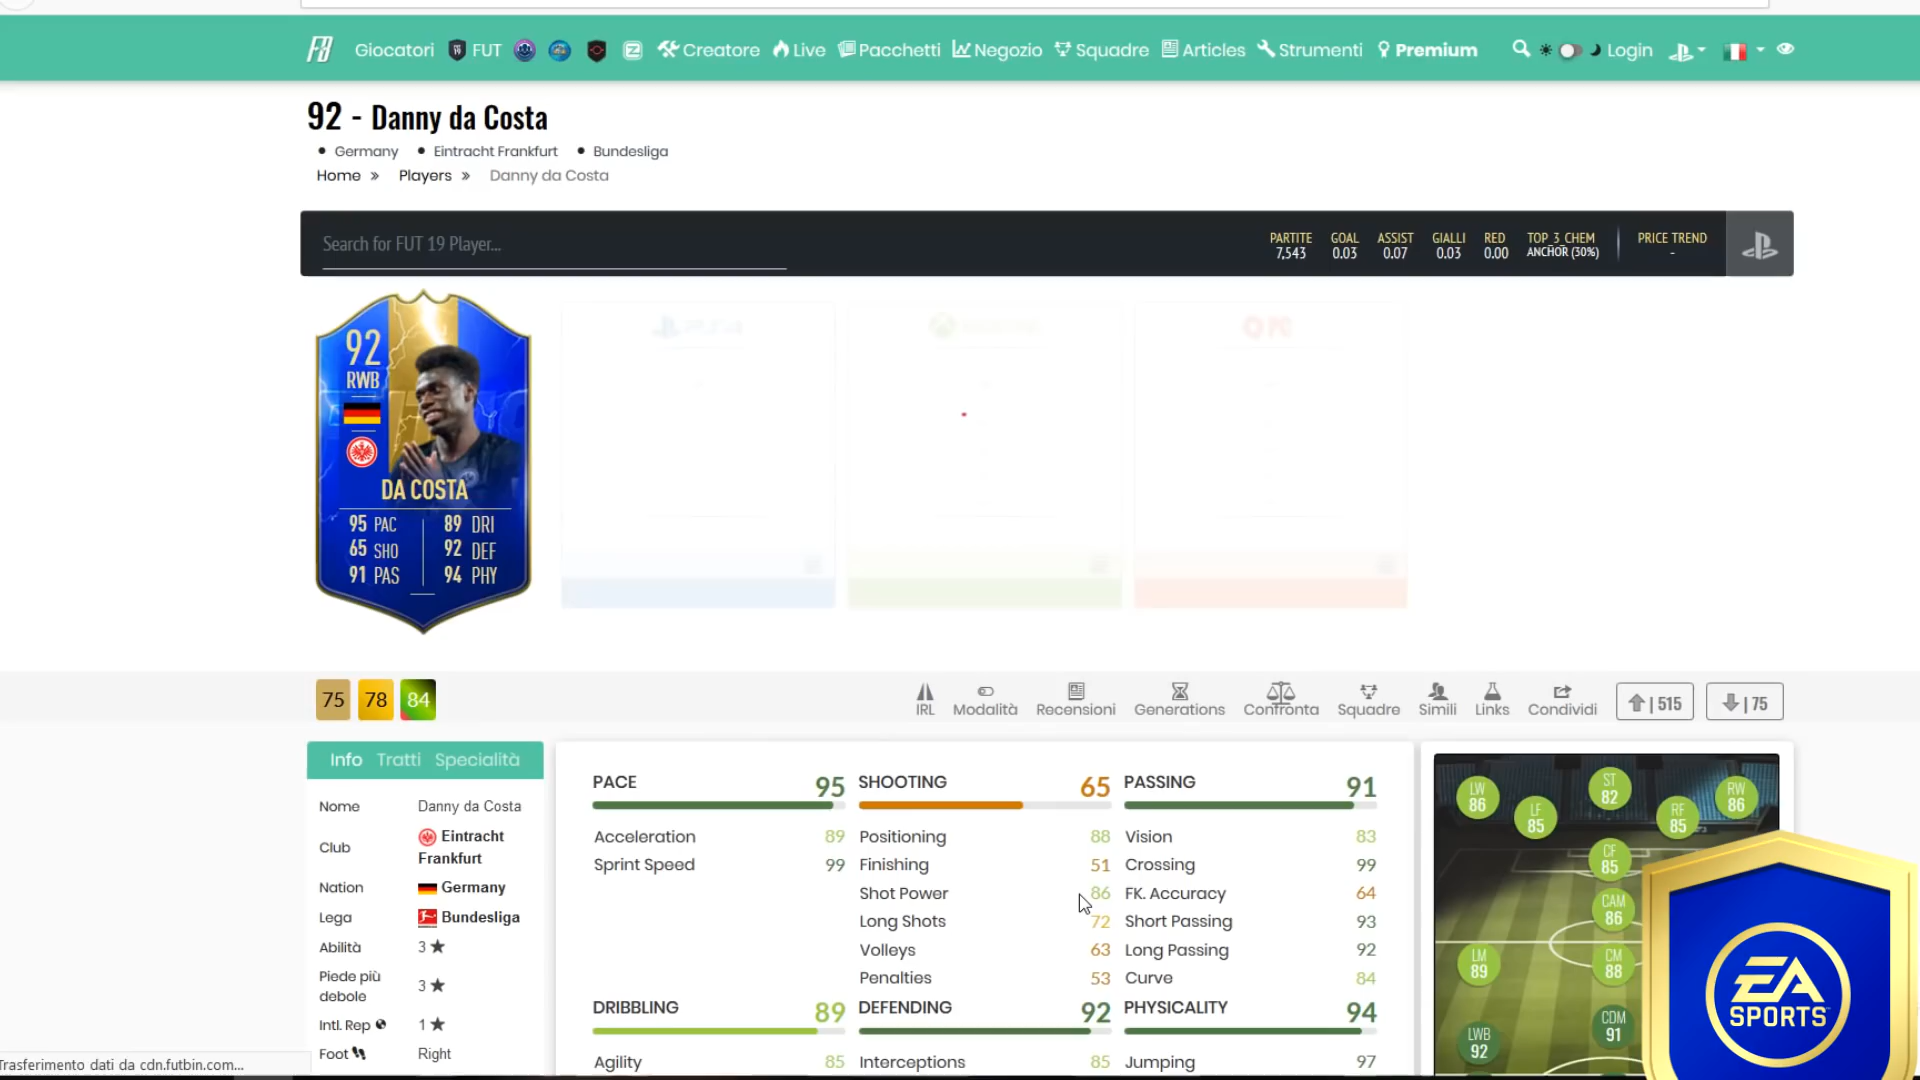 Giocatori FUT Creatore Live Pacchetti Negozio Squadre Articles Strumenti Premium Login
92 - Danny da Costa
Germany Eintracht Frankfurt Bundesliga
Home » Players » Danny da Costa
Search for FUT 19 Player...
PARTITE GOAL ASSIST GIALLI RED TOP_3_CHEM PRICE TREND
7,543 0.03 0.07 0.03 0.00 ANCHOR (30%) -
92
RWB
DA COSTA
95 PAC 89 DRI
65 SHO 92 DEF
91 PAS 94 PHY
75 78 84
IRL Modalità Recensioni Generations Confronta Squadre Simili Links Condividi | 515 | 75
Info Tratti Specialità
Nome Danny da Costa
Club Eintracht Frankfurt
Nation Germany
Lega Bundesliga
Abilità 3
Piede più debole 3
Intl. Rep 1
Foot Right
PACE 95
Acceleration 89
Sprint Speed 99
SHOOTING 65
Positioning 88
Finishing 51
Shot Power 86
Long Shots 72
Volleys 63
Penalties 53
PASSING 91
Vision 83
Crossing 99
FK. Accuracy 64
Short Passing 93
Long Passing 92
Curve 84
DRIBBLING 89
Agility 85
DEFENDING 92
Interceptions 85
PHYSICALITY 94
Jumping 97
LW 86
LF 85
ST 82
RF 85
RW 86
CF 85
CAM 86
LM 89
CM 88
CDM 91
LWB 92
EA SPORTS
Trasferimento dati da cdn.futbin.com...